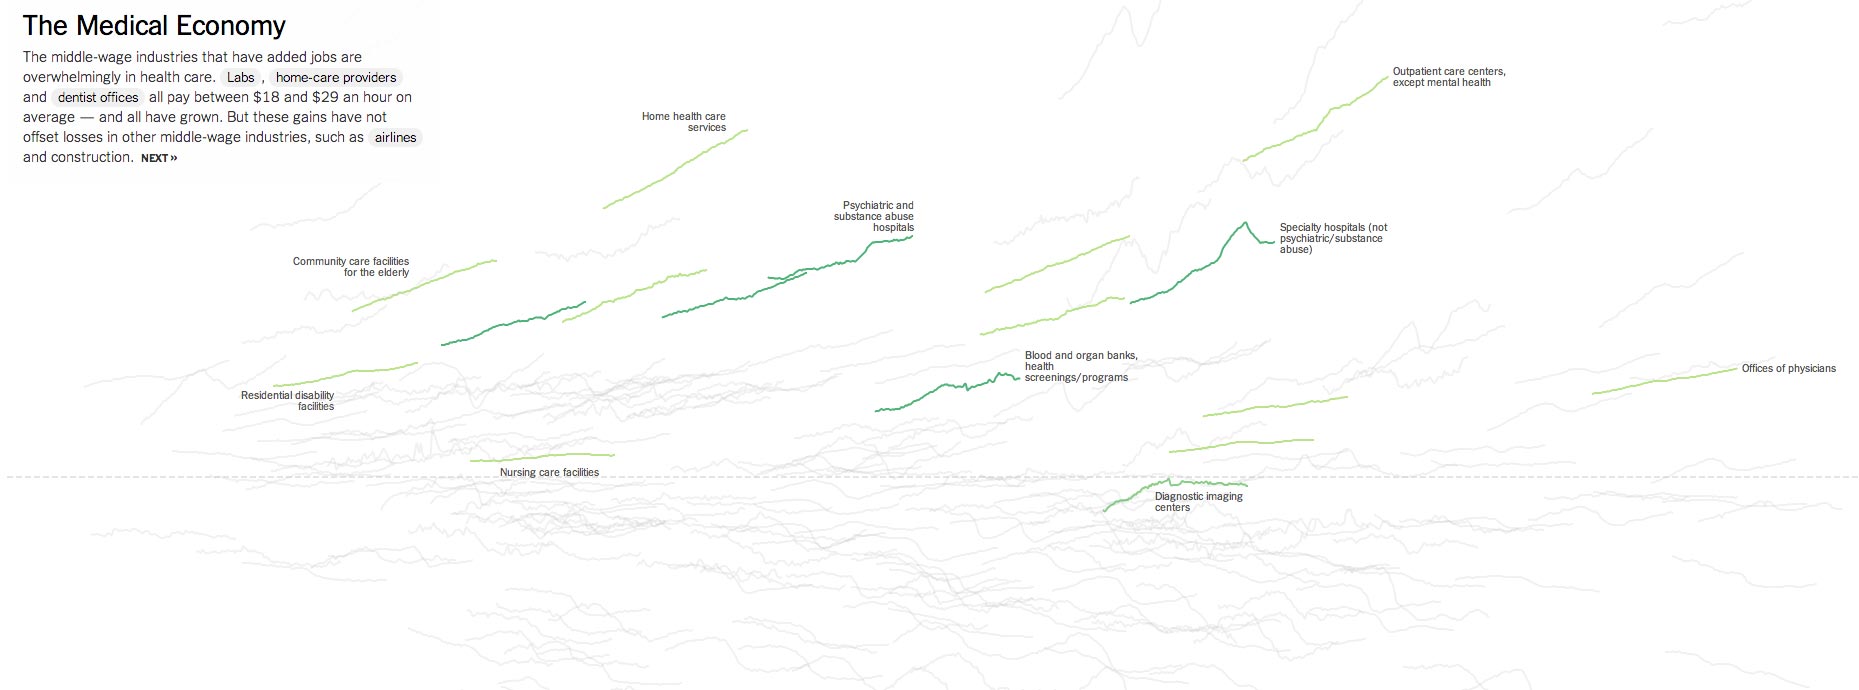 The Medical Economy
The middle-wage industries that have added jobs are
overwhelmingly in health care. Labs , home-care providers
and dentist offices all pay between $18 and $29 an hour on
average — and all have grown. But these gains have not
offset losses in other middle-wage industries, such as airlines
and construction. NEXT »
Outpatient care centers,
except mental health
Home health care
services
Psychiatric and
substance abuse
hospitals
Specialty hospitals (not
psychiatric/substance
abuse)
Community care facilities
for the elderly
Blood and organ banks,
health
screenings/programs
Offices of physicians
Residential disability
facilities
Nursing care facilities
Diagnostic imaging
centers